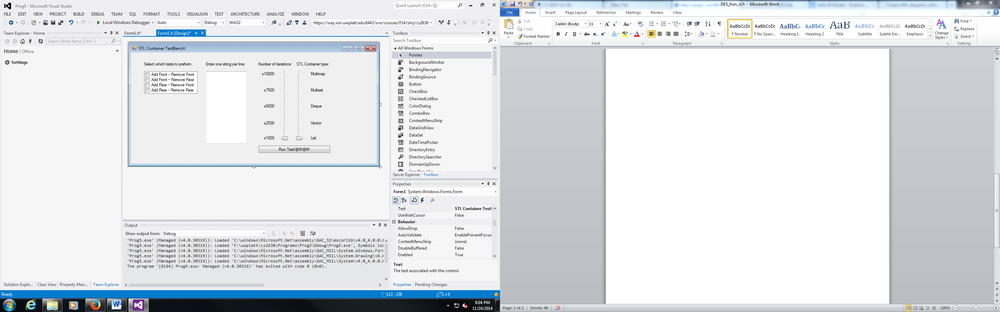 Prog5 - Microsoft Visual Studio
Quick Launch (Ctrl+Q)
FILE EDIT VIEW PROJECT BUILD DEBUG TEAM SQL FORMAT TOOLS VISUALSVN TEST ARCHITECTURE ANALYZE WINDOW HELP
Local Windows Debugger Auto Debug Win32 https://xray.ion.uwplatt.edu:8443/svn/courses/F14/shiy/cs2630
Team Explorer - Home
Search Work Items (Ctrl+')
Home | Offline
Settings
Solution Explo... Class View Property Man... Team Explorer
Form1.h* Form1.h [Design]*
STL Container TestBench!
Select which tests to preform:
Add Front - Remove Front
Add Front - Remove Rear
Add Rear - Remove Front
Add Rear - Remove Rear
Enter one string per line:
Number of iterations: STL Container type:
x10000 Multimap
x7500 Multiset
x5000 Deque
x2500 Vector
x1000 List
Run Test!@#!@#!
Output
Show output from: Debug
'Prog5.exe' (Managed (v4.0.30319)): Loaded 'C:\windows\Microsoft.Net\assembly\GAC_32\mscorlib\v4.0_4.0.0.0
'Prog5.exe' (Managed (v4.0.30319)): Loaded 'F:\uwplatt\cs2630\Programs\Prog5\Debug\Prog5.exe', Symbols loa
'Prog5.exe' (Managed (v4.0.30319)): Loaded 'C:\windows\Microsoft.Net\assembly\GAC_MSIL\System.Windows.For
'Prog5.exe' (Managed (v4.0.30319)): Loaded 'C:\windows\Microsoft.Net\assembly\GAC_MSIL\System.Drawing\v4.0
'Prog5.exe' (Managed (v4.0.30319)): Loaded 'C:\windows\Microsoft.Net\assembly\GAC_MSIL\System\v4.0_4.0.0.0
The program '[8164] Prog5.exe: Managed (v4.0.30319)' has exited with code 0 (0x0).
Toolbox
Search Toolbox
All Windows Forms
Pointer
BackgroundWorker
BindingNavigator
BindingSource
Button
CheckBox
CheckedListBox
ColorDialog
ComboBox
ContextMenuStrip
DataGridView
DataSet
DateTimePicker
DirectoryEntry
DirectorySearcher
DomainUpDown
ErrorProvider
Server Explorer Toolbox
Properties
Form1 System.Windows.Forms.Form
Text STL Container Test
UseWaitCursor False
Behavior
AllowDrop False
AutoValidate EnablePreventFocus
ContextMenuStrip (none)
DoubleBuffered False
Enabled True
Text
The text associated with the control.
Properties Pending Changes
Ready 113 , 238 1 x 0
8:04 PM
11/24/2014
DES_hun_sch - Microsoft Word
File Home Insert Page Layout References Mailings Review View
Paste
Cut
Copy
Format Painter
Clipboard
Calibri (Body) 11
Font
Paragraph
AaBbCcDc AaBbCcDc AaBbC AaBbCc AaB AaBbCc. AaBbCcDc AaBbCcDc
¶ Normal ¶ No Spaci... Heading 1 Heading 2 Title Subtitle Subtle Em... Emphasis
Change Styles
Styles
Find
Replace
Select
Editing
Page: 2 of 2 Words: 96 100%